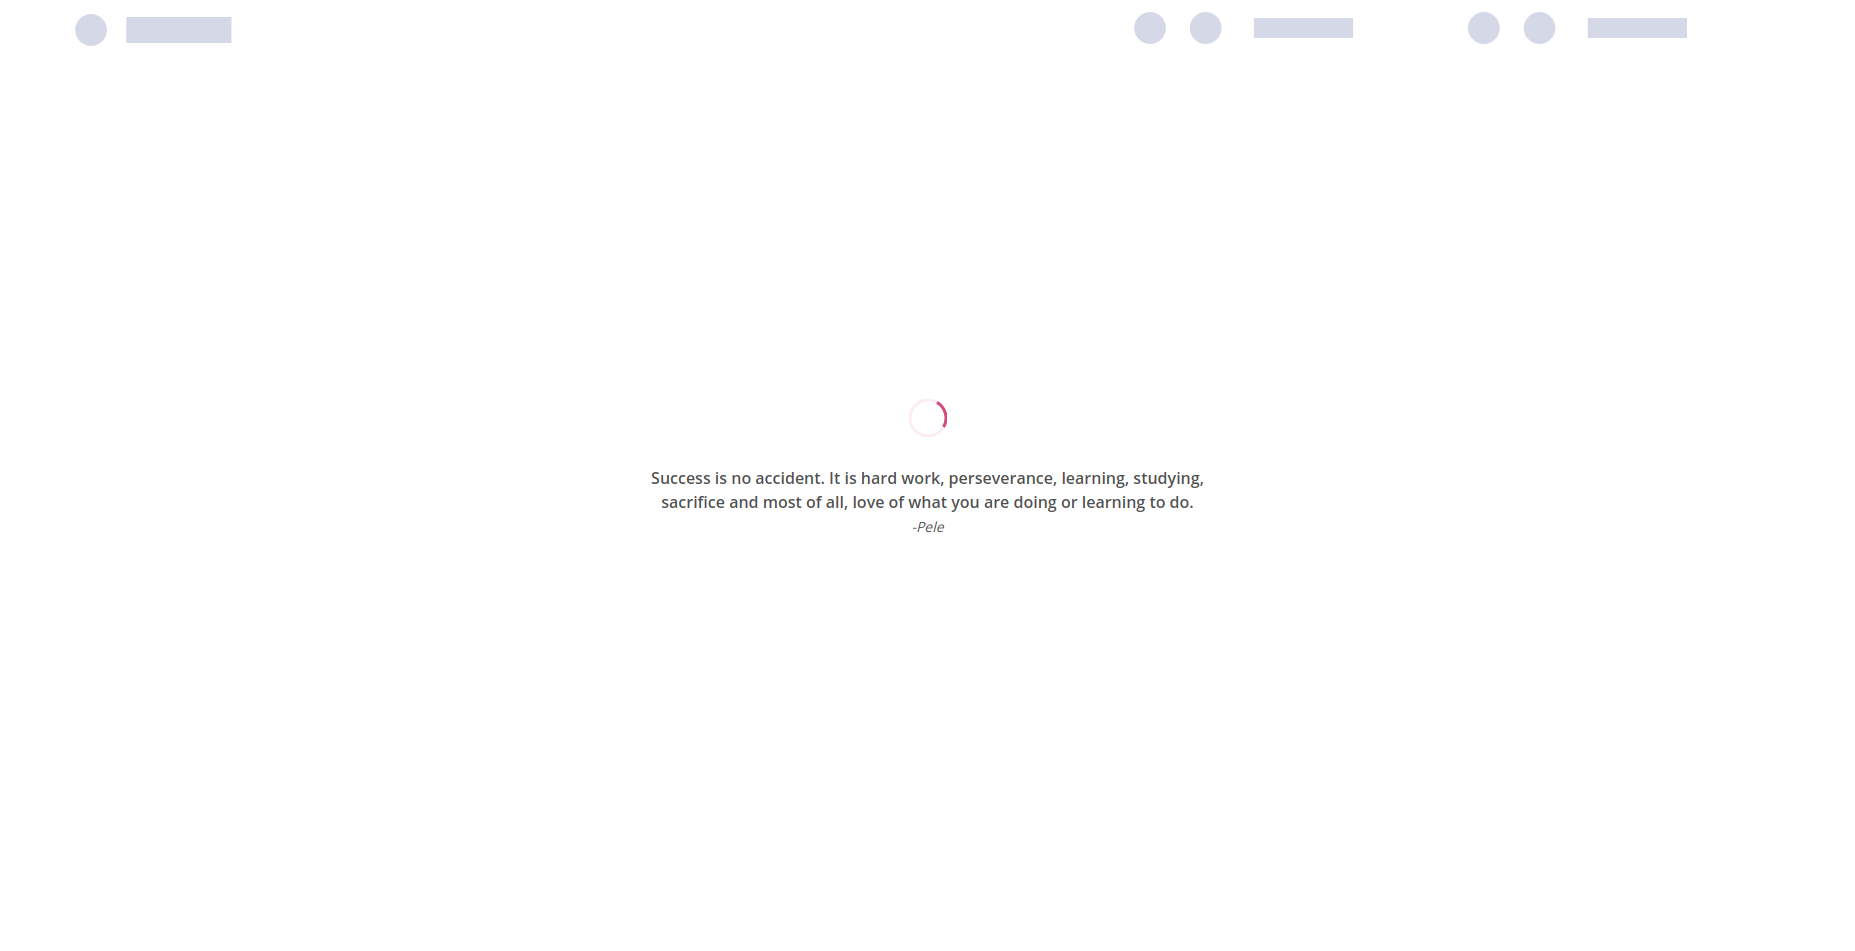 Success is no accident. It is hard work, perseverance, learning, studying,
sacrifice and most of all, love of what you are doing or learning to do.
-Pele